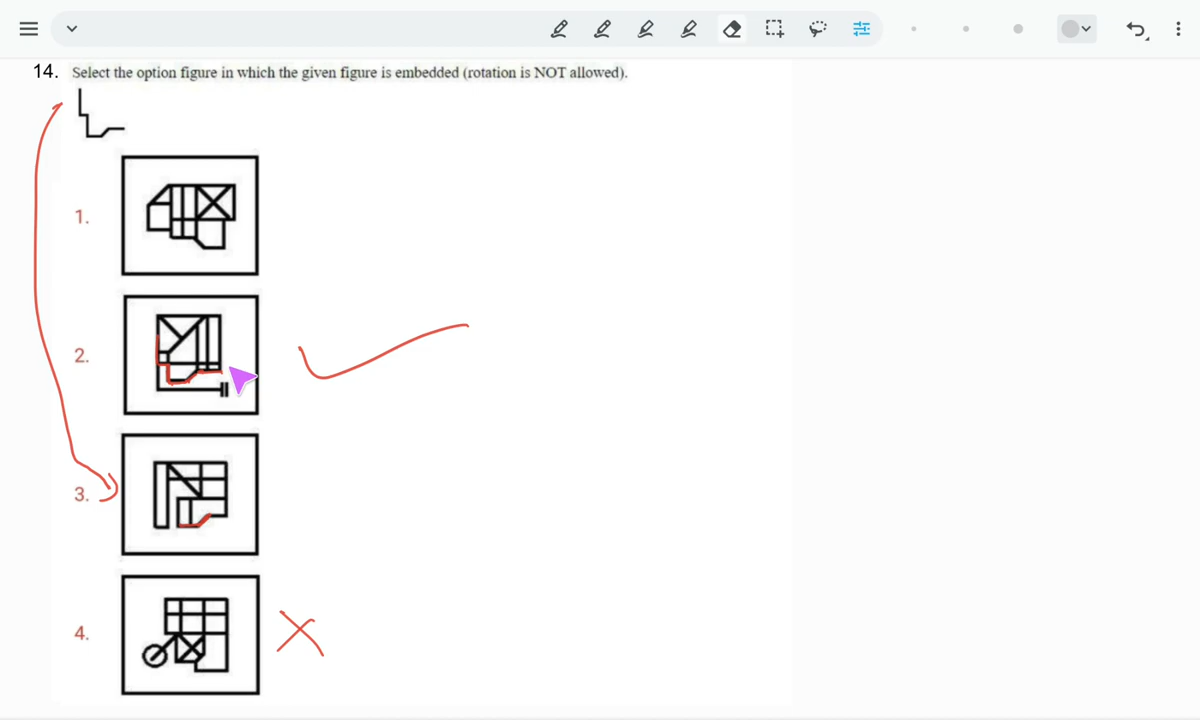 14. Select the option figure in which the given figure is embedded (rotation is NOT allowed).
1.
2.
3.
4.